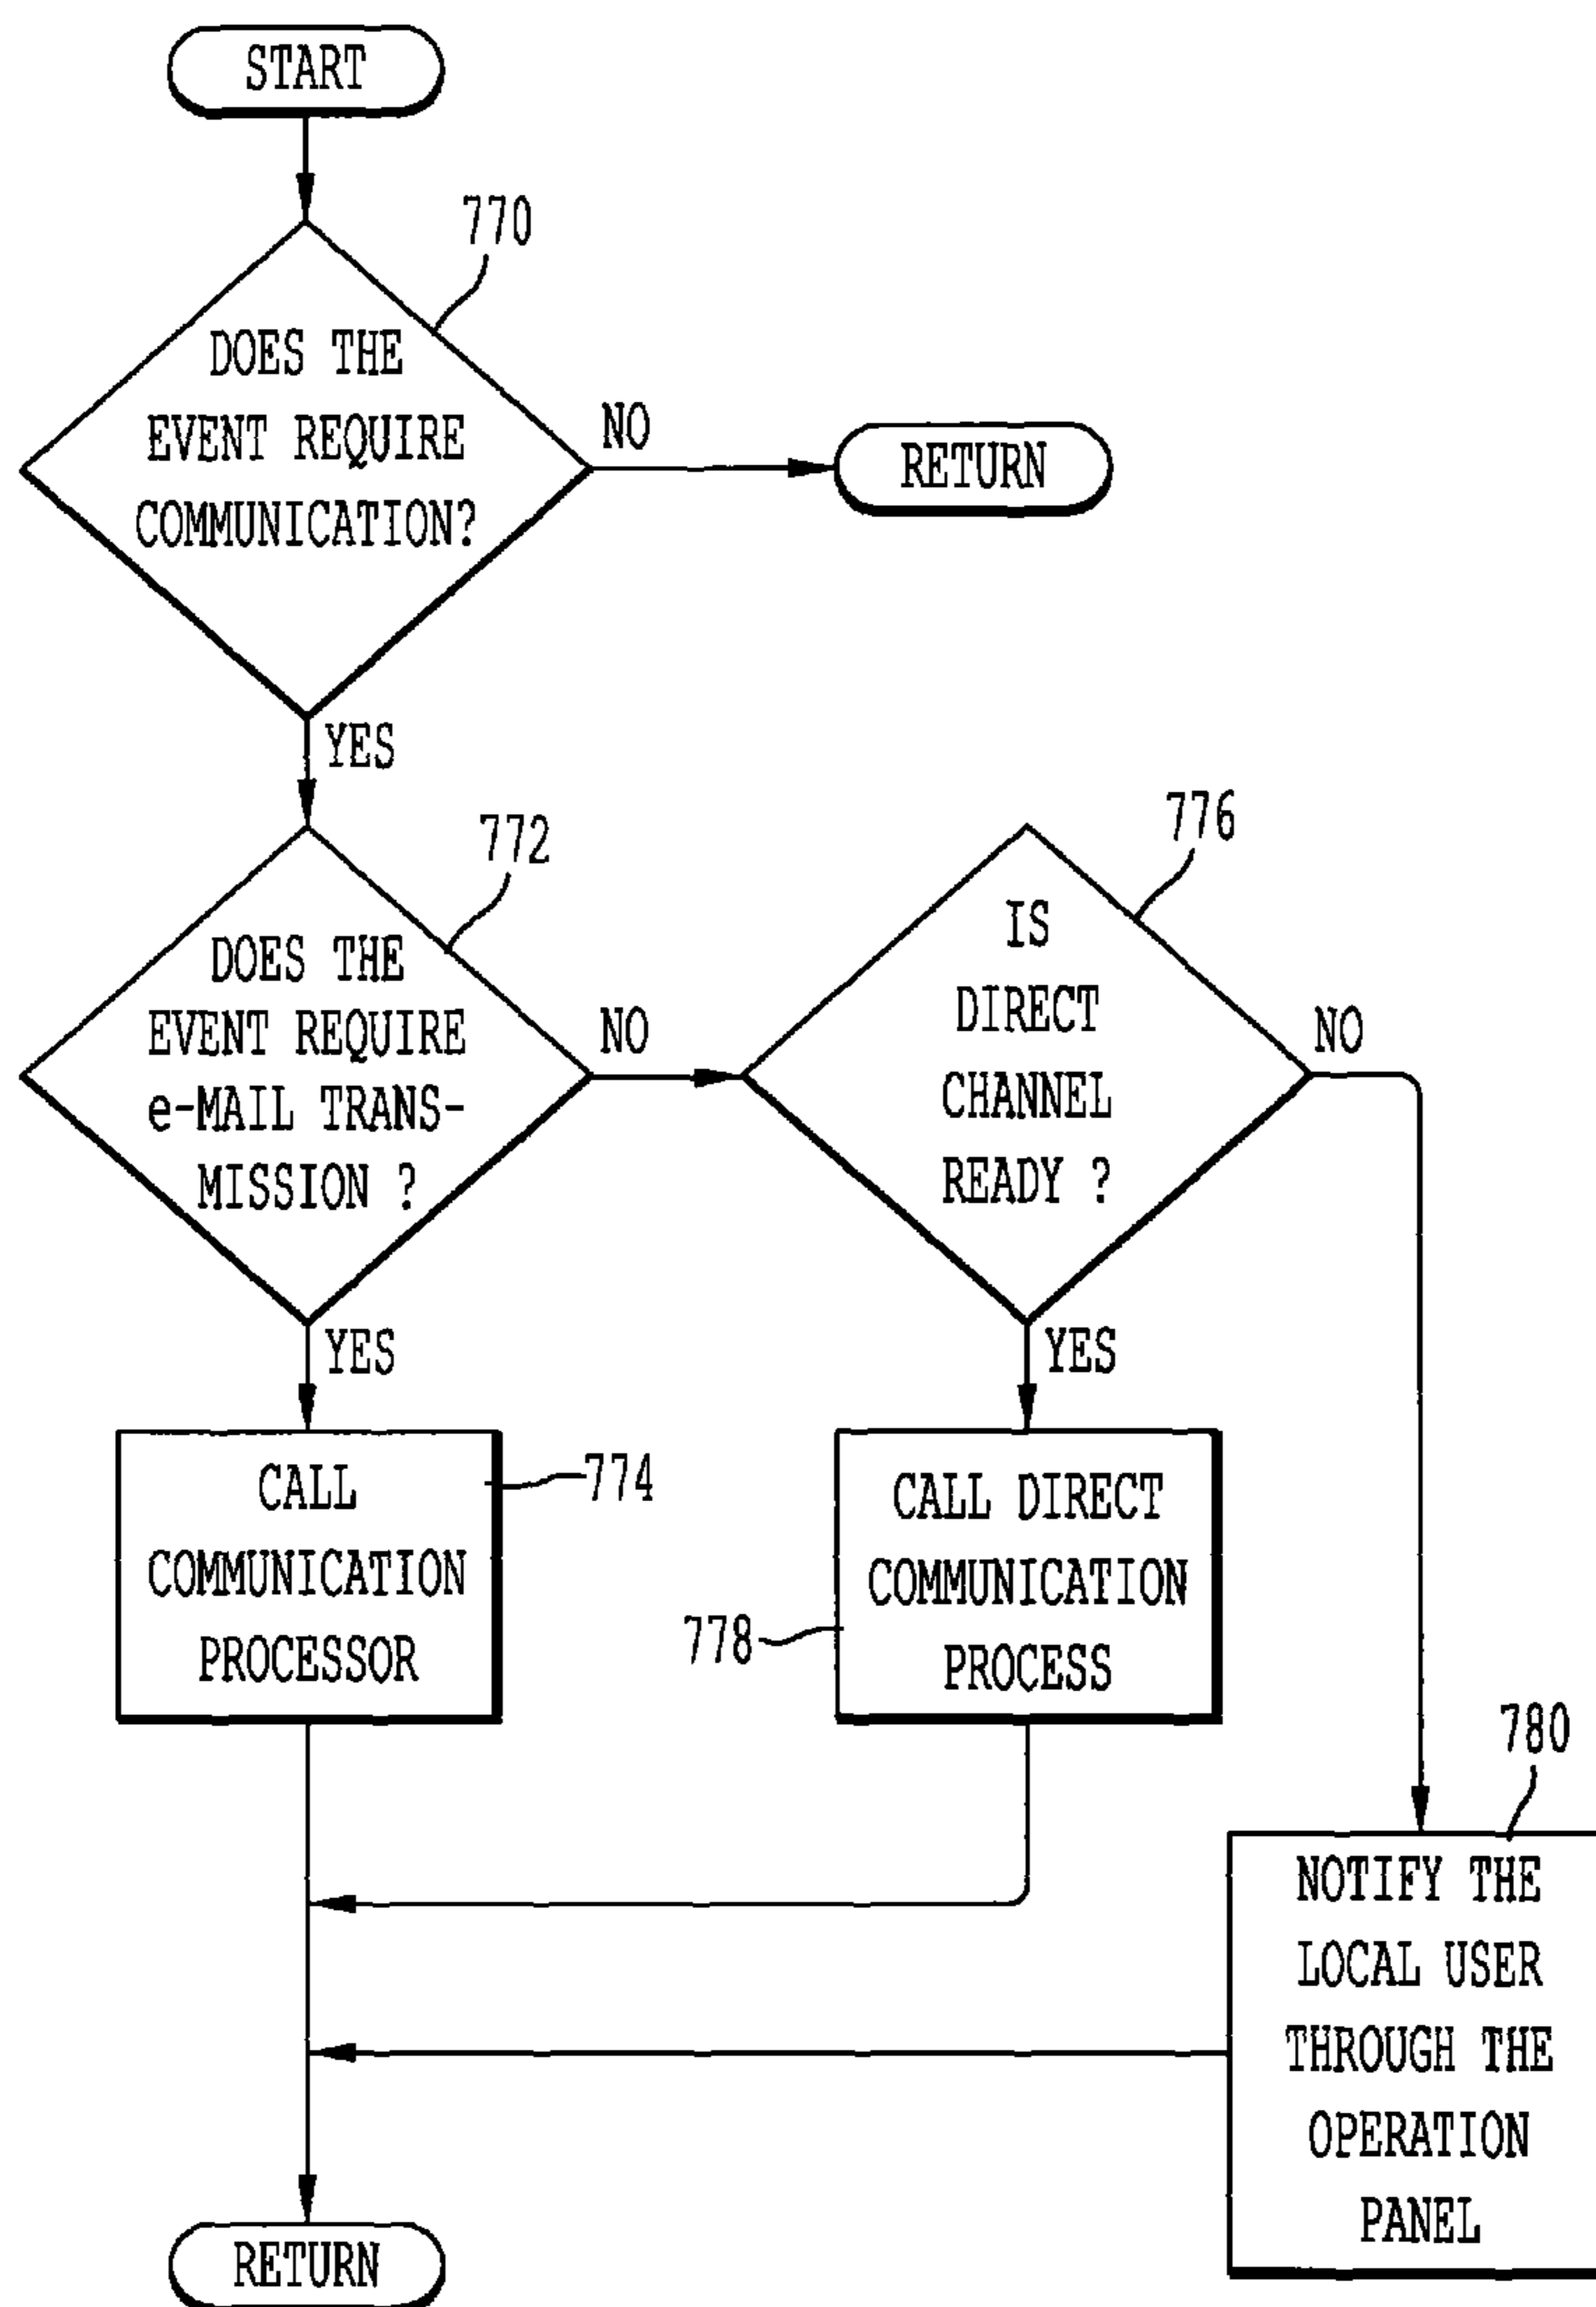 START
770
DOES THE
EVENT REQUIRE
COMMUNICATION?
NO
RETURN
YES
772
DOES THE
EVENT REQUIRE
e-MAIL TRANS-
MISSION ?
NO
776
IS
DIRECT
CHANNEL
READY ?
NO
YES
YES
CALL
COMMUNICATION
PROCESSOR
774
CALL DIRECT
COMMUNICATION
PROCESS
778
780
NOTIFY THE
LOCAL USER
THROUGH THE
OPERATION
PANEL
RETURN